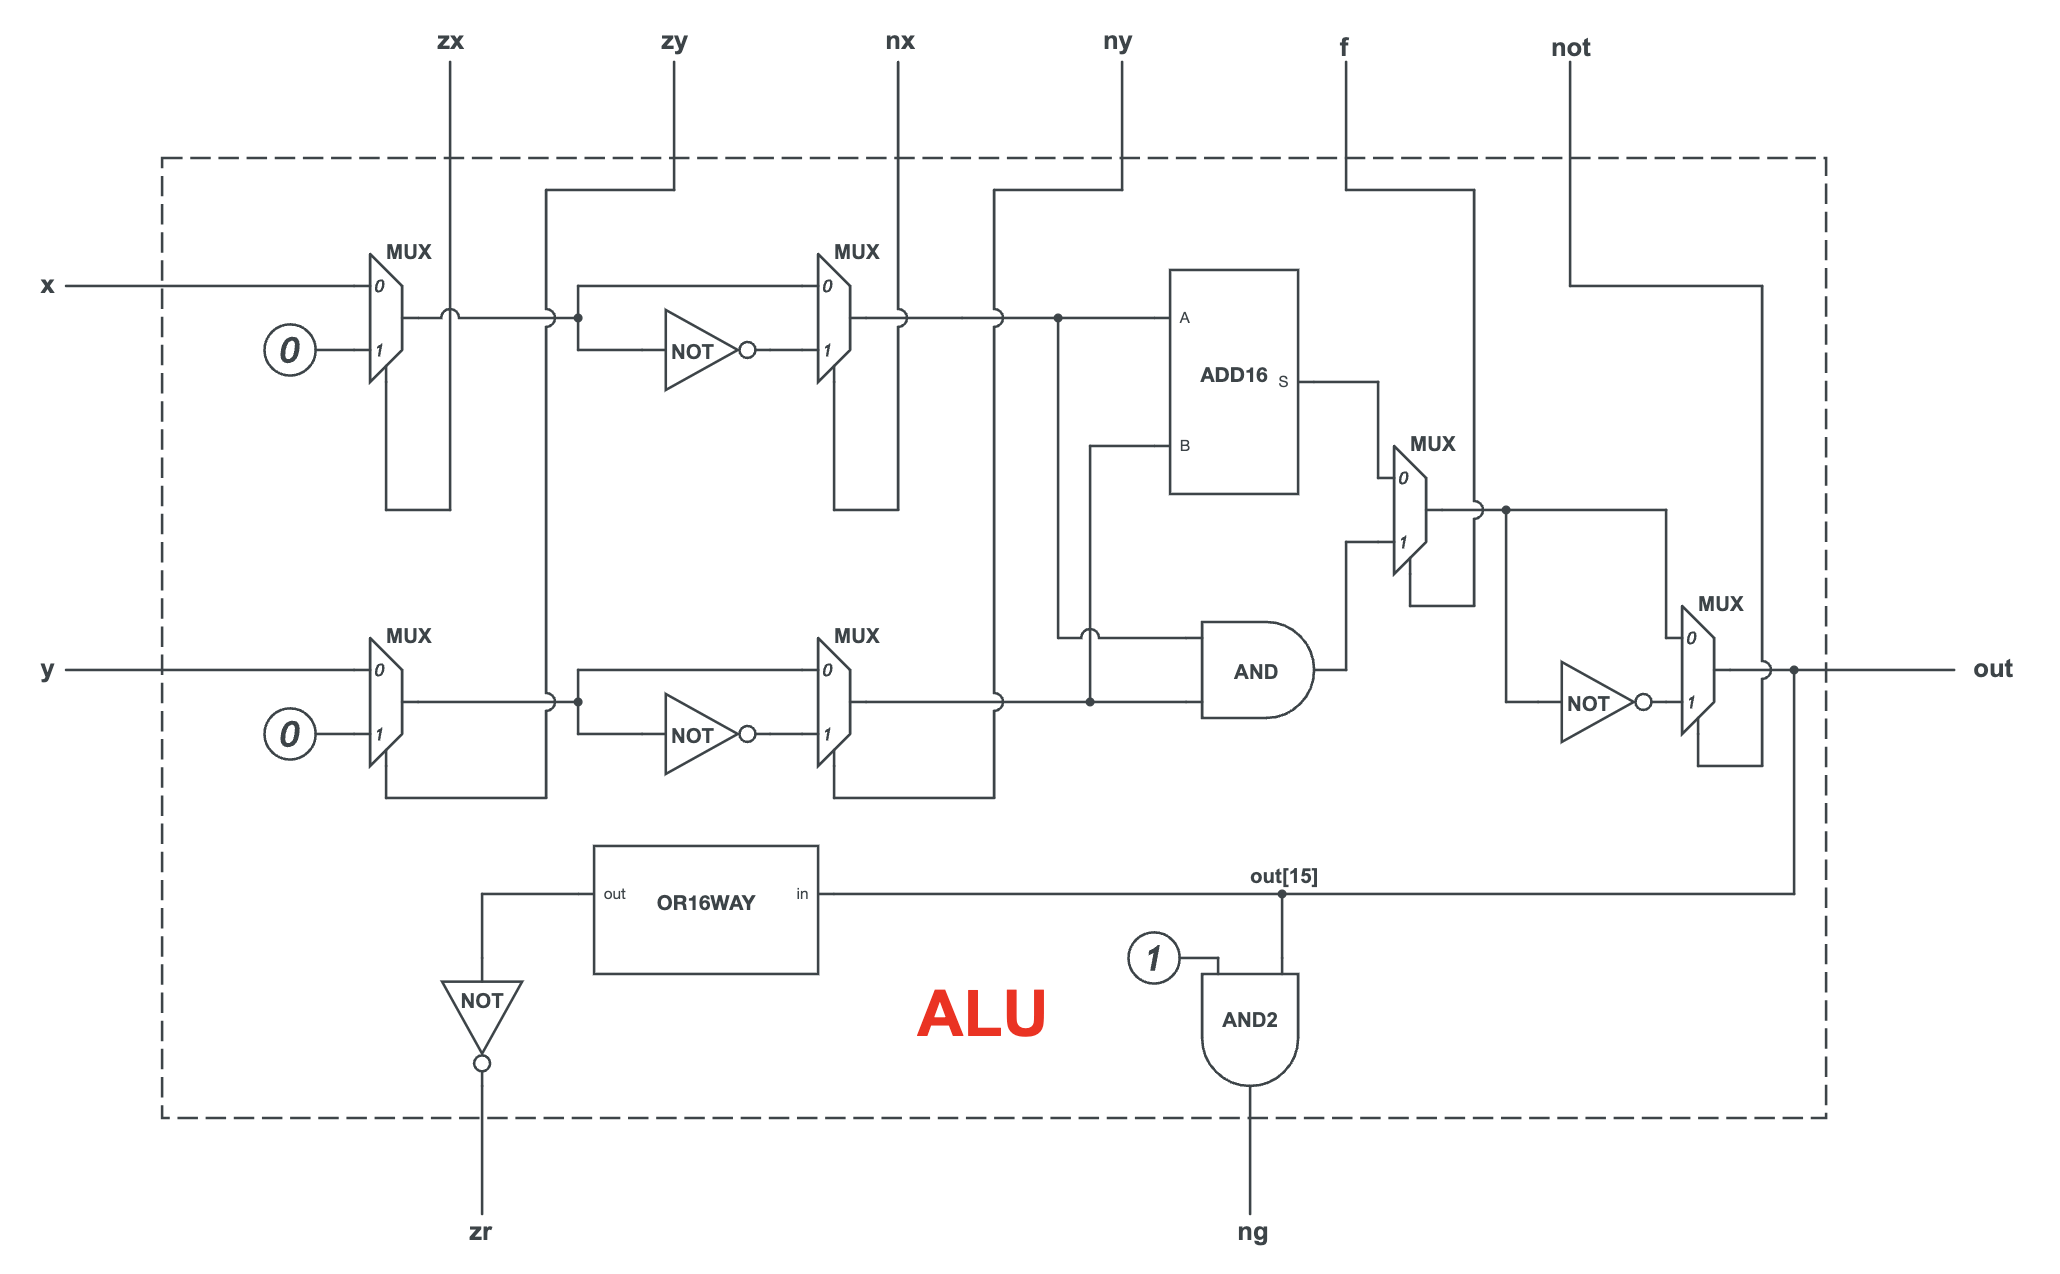 zx
zy
nx
ny
f
not
MUX
MUX
x
0
0
0
1
NOT
1
A
ADD16
S
B
MUX
0
1
MUX
MUX
MUX
y
0
0
0
0
1
NOT
1
AND
NOT
1
out
out[15]
out
OR16WAY
in
1
NOT
ALU
AND2
zr
ng